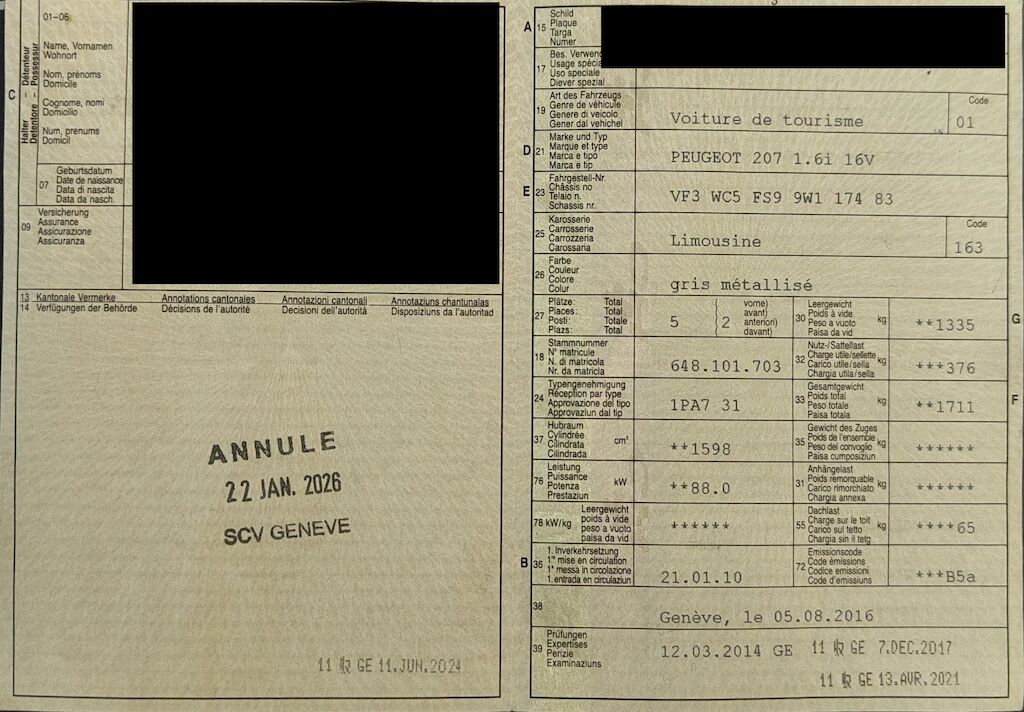 01-06
C
Halter – Détenteur
Detentore – Possessur
Name, Vornamen
Wohnort
Nom, prénoms
Domicile
Cognome, nomi
Domicilio
Num, prenums
Domicil
07
Geburtsdatum
Date de naissance
Data di nascita
Data da nasch.
09
Versicherung
Assurance
Assicurazione
Assicuranza
13 Kantonale Vermerke Annotations cantonales Annotazioni cantonali Annotaziuns chantunalas
14 Verfügungen der Behörde Décisions de l'autorité Decisioni dell'autorità Disposiziuns da l'autoritad
ANNULE
22 JAN. 2026
SCV GENEVE
11 GE 11.JUN.2024
A 15
Schild
Plaque
Targa
Numer
17
Bes. Verwen
Usage spécia
Uso speciale
Diever spezial
19
Art des Fahrzeugs
Genre de véhicule
Genere di veicolo
Gener dal vehichel
Voiture de tourisme
Code
01
D 21
Marke und Typ
Marque et type
Marca e tipo
Marca e tip
PEUGEOT 207 1.6i 16V
E 23
Fahrgestell-Nr.
Châssis no
Telaio n.
Schassis nr.
VF3 WC5 FS9 9W1 174 83
25
Karosserie
Carrosserie
Carrozzeria
Carossaria
Limousine
Code
163
26
Farbe
Couleur
Colore
Colur
gris métallisé
27
Plätze: Total
Places: Total
Posti: Totale
Plazs: Total
5
2
vorne)
avant)
anteriori)
davant)
30
Leergewicht
Poids à vide
Peso a vuoto
Paisa da vid
kg
**1335
G
18
Stammnummer
N° matricule
N. di matricola
Nr. da matricla
648.101.703
32
Nutz-/Sattellast
Charge utile/sellette
Carico utile/sella
Chargia utila/sella
kg
***376
24
Typengenehmigung
Réception par type
Approvazione del tipo
Approvaziun dal tip
1PA7 31
33
Gesamtgewicht
Poids total
Peso totale
Paisa totala
kg
**1711
F
37
Hubraum
Cylindrée
Cilindrata
Cilindrada
cm³
**1598
35
Gewicht des Zuges
Poids de l'ensemble
Peso del convoglio
Paisa cumposiziun
kg
******
76
Leistung
Puissance
Potenza
Prestaziun
kW
**88.0
31
Anhängelast
Poids remorquable
Carico rimorchiato
Chargia annexa
kg
******
78 kW/kg
Leergewicht
poids à vide
peso a vuoto
paisa da vid
******
55
Dachlast
Charge sur le toit
Carico sul tetto
Chargia sin il tetg
kg
****65
B 36
1. Inverkehrsetzung
1re mise en circulation
1a messa in circolazione
1. entrada en circulaziun
21.01.10
72
Emissionscode
Code émissions
Codice emissioni
Code d'emissiuns
***B5a
38
Genève, le 05.08.2016
39
Prüfungen
Expertises
Perizie
Examinaziuns
12.03.2014 GE 11 GE 7.DEC.2017
11 GE 13.AVR.2021